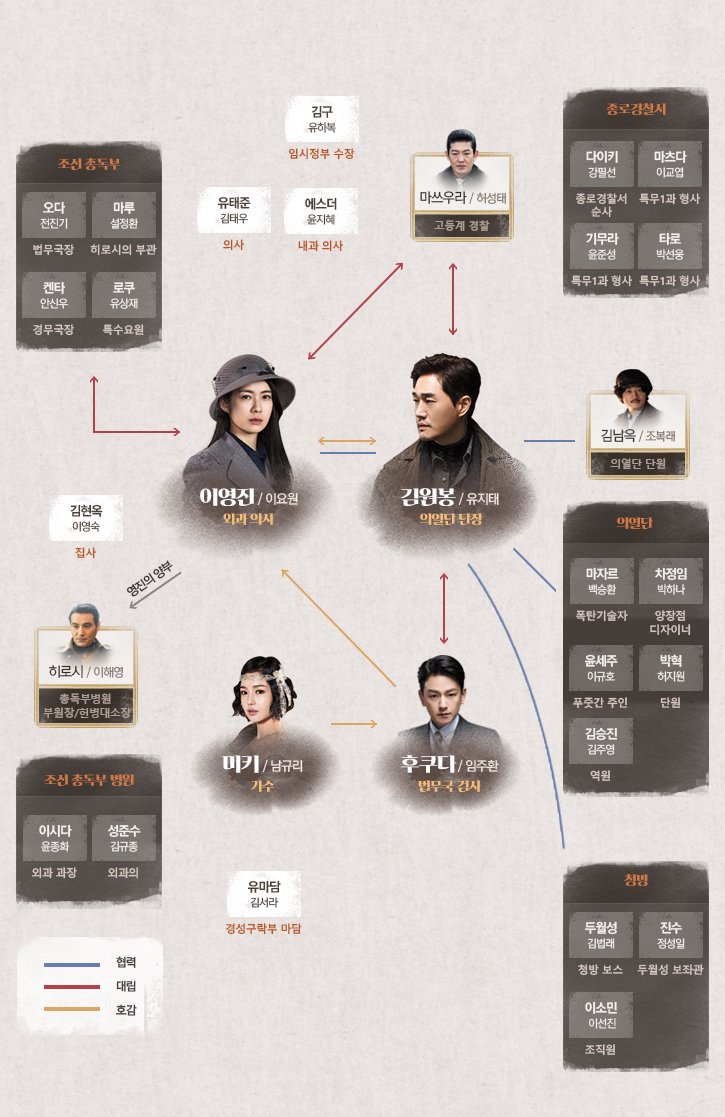 김구
유하복
임시정부 수장
유태준
김태우
의사
에스더
윤지혜
내과 의사
마쓰우라 / 허성태
고등계 경찰
종로경찰서
다이키
강필선
종로경찰서
순사
마츠다
이교엽
특무1과 형사
기무라
윤준성
특무1과 형사
타로
박선웅
특무1과 형사
조선 총독부
오다
전진기
법무국장
마루
설정환
히로시의 부관
켄타
안신우
경무국장
로쿠
유상재
특수요원
이영진 / 이요원
외과 의사
김원봉 / 유지태
의열단 단장
김남옥 / 조복래
의열단 단원
김현옥
이영숙
집사
영진의 양부
히로시 / 이해영
총독부병원
부원장/헌병대소장
의열단
마자르
백승환
폭탄기술자
차정임
박하나
양장점
디자이너
윤세주
이규호
푸줏간 주인
박혁
허지원
단원
김승진
김주영
역원
미키 / 남규리
가수
후쿠다 / 임주환
법무국 검사
조선 총독부 병원
이시다
윤종화
외과 과장
성준수
김규종
외과의
유마담
김서라
경성구락부 마담
청방
두월성
김법래
청방 보스
진수
정성일
두월성 보좌관
이소민
이선진
조직원
협력
대립
호감